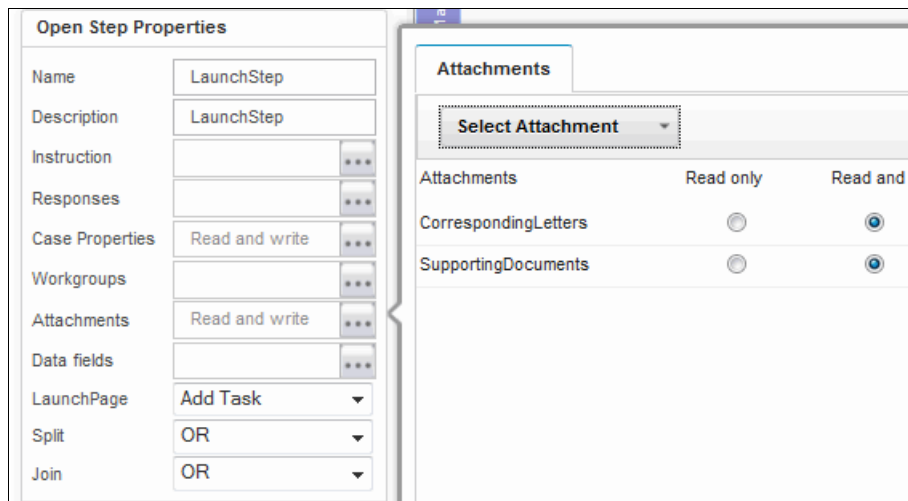 Open Step Properties
Name LaunchStep
Description LaunchStep
Instruction ...
Responses ...
Case Properties Read and write ...
Workgroups ...
Attachments Read and write ...
Data fields ...
LaunchPage Add Task
Split OR
Join OR
Attachments
Select Attachment
Attachments Read only Read and
CorrespondingLetters
SupportingDocuments